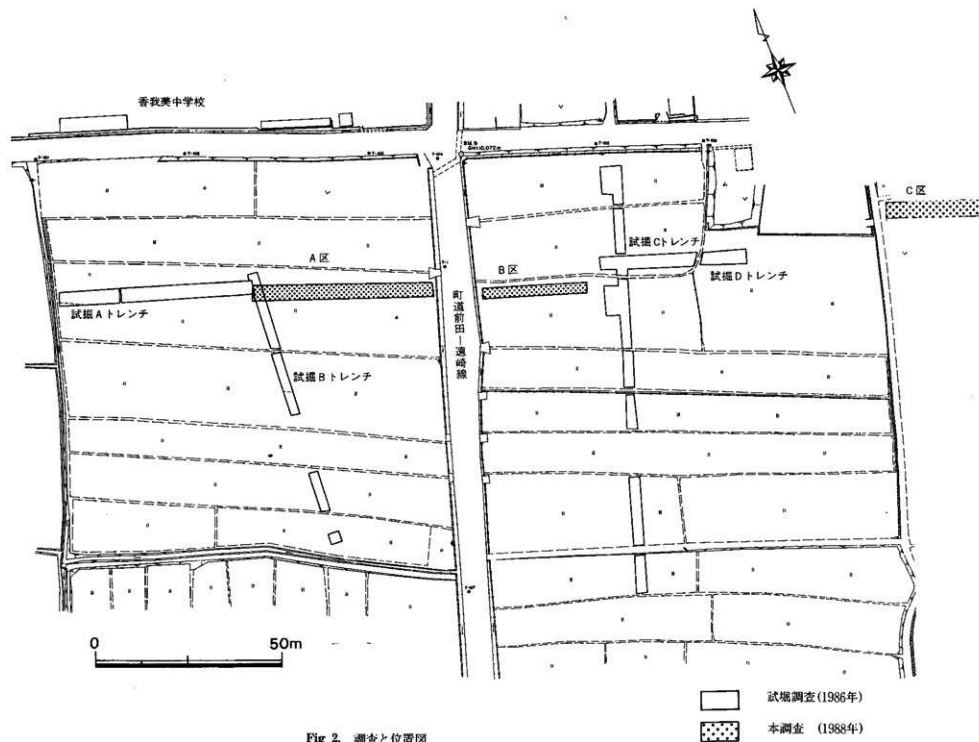 香我美中学校
C区
試掘Cトレンチ
A区
B区
試掘Dトレンチ
試掘Aトレンチ
町道前田―遠崎線
試掘Bトレンチ
0 50m
試掘調査(1986年)
本調査 (1988年)
Fig 2. 調査と位置図